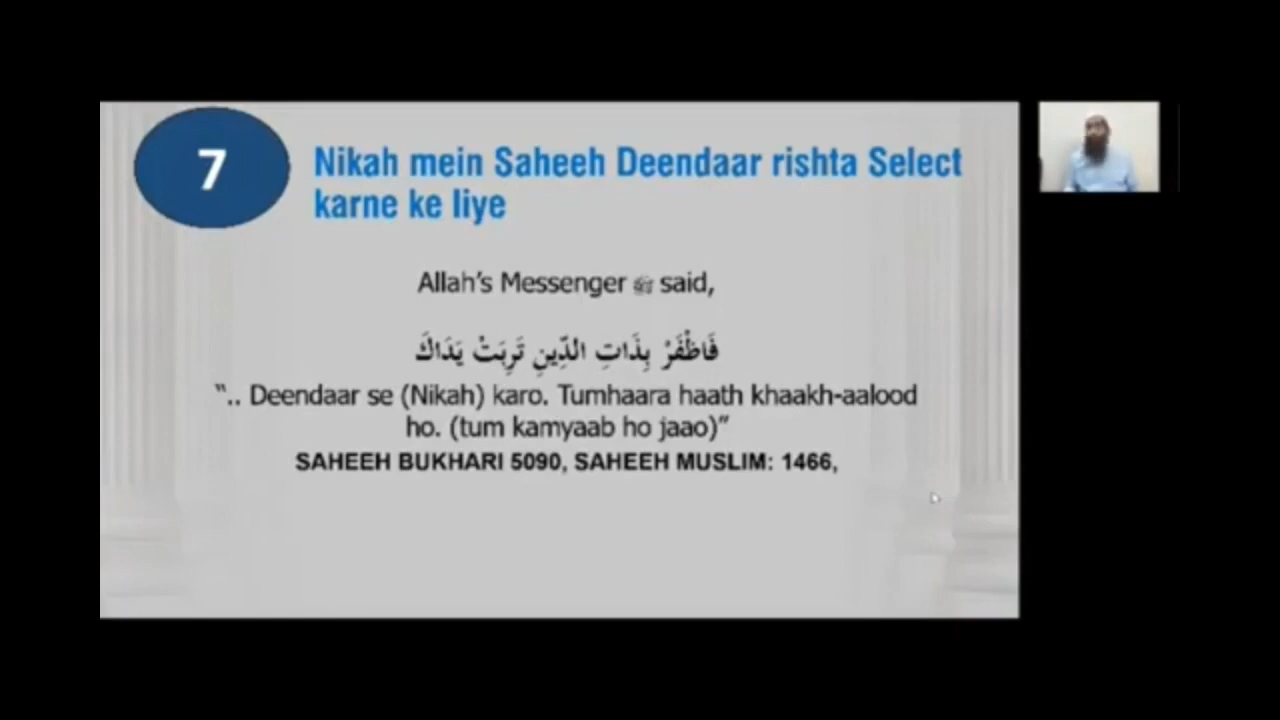 7
Nikah mein Saheeh Deendaar rishta Select
karne ke liye
Allah's Messenger ﷺ said,
فَاظْفَرْ بِذَاتِ الدِّينِ تَرِبَتْ يَدَاكَ
“.. Deendaar se (Nikah) karo. Tumhaara haath khaakh-aalood
ho. (tum kamyaab ho jaao)”
SAHEEH BUKHARI 5090, SAHEEH MUSLIM: 1466,